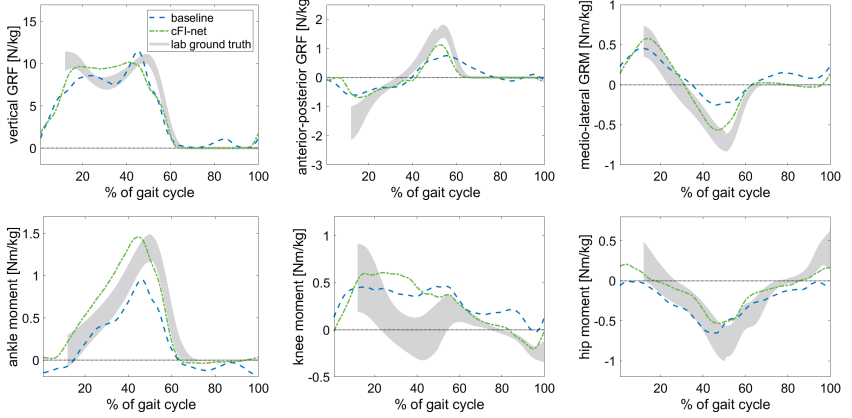 vertical GRF [N/kg]
15
10
5
0
20 40 60 80 100
% of gait cycle
baseline
cFI-net
lab ground truth
anterior-posterior GRF [N/kg]
2
1
0
-1
-2
-3
20 40 60 80 100
% of gait cycle
medio-lateral GRM [Nm/kg]
1
0.5
0
-0.5
-1
20 40 60 80 100
% of gait cycle
ankle moment [Nm/kg]
1.5
1
0.5
0
20 40 60 80 100
% of gait cycle
knee moment [Nm/kg]
1
0.5
0
-0.5
20 40 60 80 100
% of gait cycle
hip moment [Nm/kg]
0.5
0
-0.5
-1
20 40 60 80 100
% of gait cycle